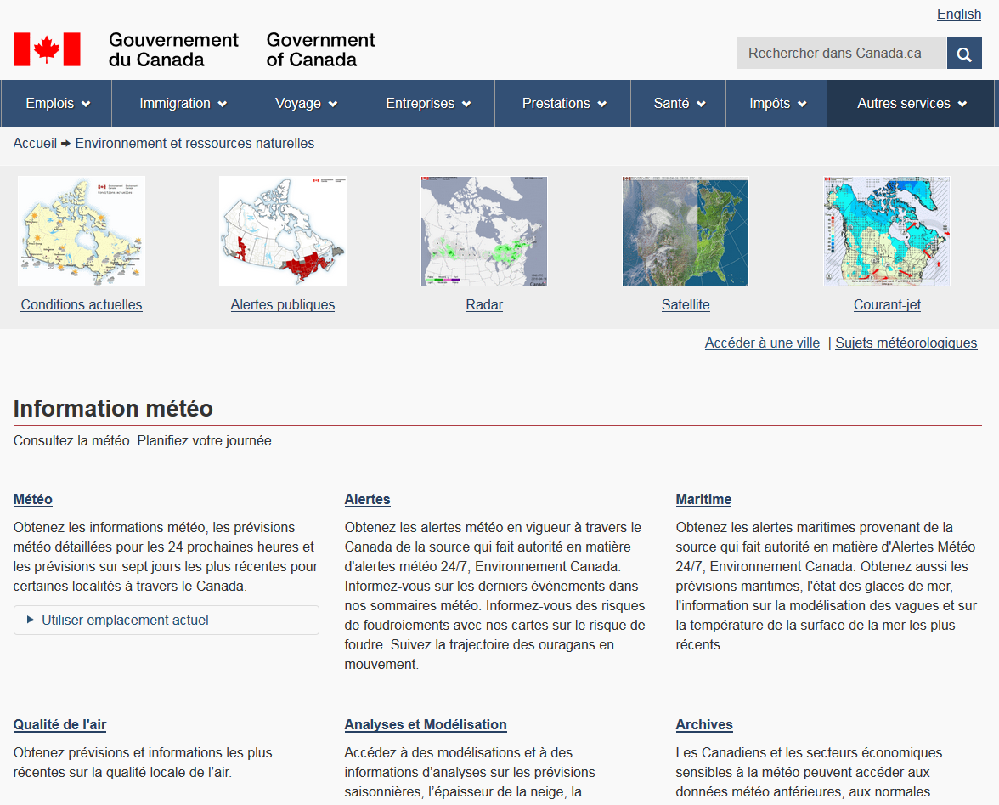 English
Gouvernement
du Canada
Government
of Canada
Rechercher dans Canada.ca
Emplois
Immigration
Voyage
Entreprises
Prestations
Santé
Impôts
Autres services
Accueil
Environnement et ressources naturelles
Conditions actuelles
Conditions actuelles
Alertes publiques
Radar
Satellite
Courant-jet
Accéder à une ville | Sujets météorologiques
Information météo
Consultez la météo. Planifiez votre journée.
Météo
Obtenez les informations météo, les prévisions
météo détaillées pour les 24 prochaines heures et
les prévisions sur sept jours les plus récentes pour
certaines localités à travers le Canada.
Utiliser emplacement actuel
Alertes
Obtenez les alertes météo en vigueur à travers le
Canada de la source qui fait autorité en matière
d'alertes météo 24/7; Environnement Canada.
Informez-vous sur les derniers événements dans
nos sommaires météo. Informez-vous des risques
de foudroiements avec nos cartes sur le risque de
foudre. Suivez la trajectoire des ouragans en
mouvement.
Maritime
Obtenez les alertes maritimes provenant de la
source qui fait autorité en matière d'Alertes Météo
24/7; Environnement Canada. Obtenez aussi les
prévisions maritimes, l'état des glaces de mer,
l'information sur la modélisation des vagues et sur
la température de la surface de la mer les plus
récents.
Qualité de l'air
Obtenez prévisions et informations les plus
récentes sur la qualité locale de l’air.
Analyses et Modélisation
Accédez à des modélisations et à des
informations d’analyses sur les prévisions
saisonnières, l’épaisseur de la neige, la
Archives
Les Canadiens et les secteurs économiques
sensibles à la météo peuvent accéder aux
données météo antérieures, aux normales